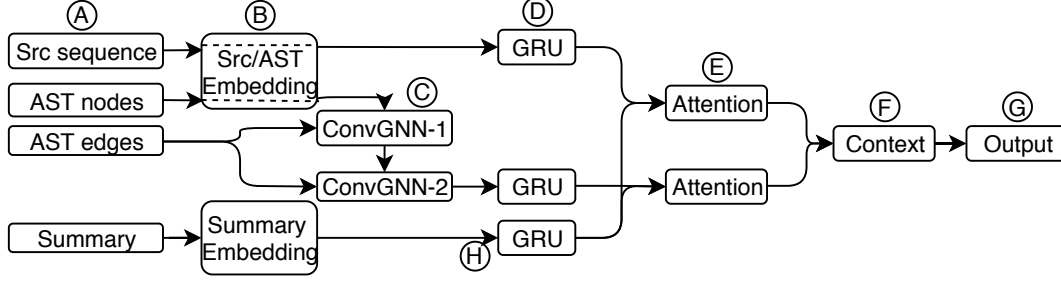 A
B
C
D
E
F
G
H
Src sequence
AST nodes
AST edges
Summary
Src/AST
Embedding
Summary
Embedding
ConvGNN-1
ConvGNN-2
GRU
GRU
GRU
Attention
Attention
Context
Output